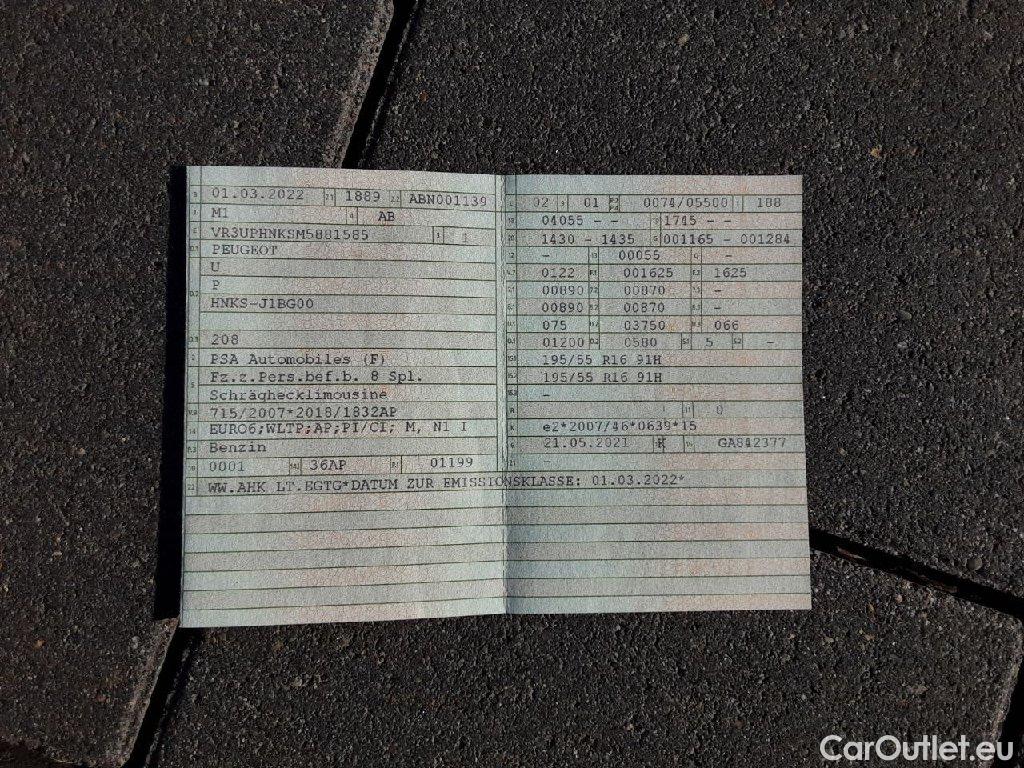 01.03.2022 1889 ABN001139
M1 AB
VR3UPHNKSM5881585
PEUGEOT
U
P
HNKS-J1BG00
208
PSA Automobiles (F)
Fz.z.Pers.bef.b. 8 Spl.
Schräghecklimousine
715/2007*2018/1832AP
EURO6;WLTP;AP;PI/CI; M, N1 I
Benzin
0001 36AP 01199
WW.AHK LT.EGTG*DATUM ZUR EMISSIONSKLASSE: 01.03.2022*
02 01 0074/05500 188
04055 - - 1745 - -
1430 - 1435 001165 - 001284
- 00055 -
0122 001625 1625
00890 00870 -
00890 00870 -
075 03750 066
01200 0580 5 -
195/55 R16 91H
195/55 R16 91H
-
e2*2007/46*0639*15
21.05.2021 K GA842377
-
CarOutlet.eu